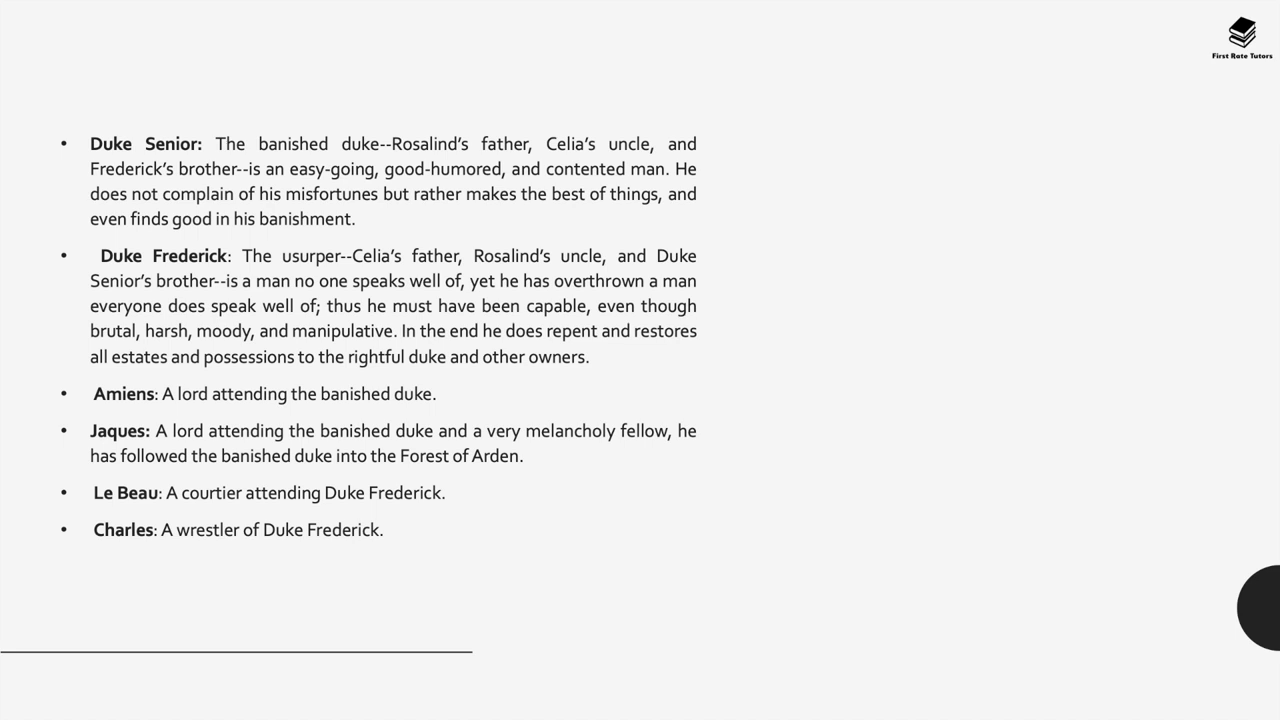 First Rate Tutors
• Duke Senior: The banished duke--Rosalind’s father, Celia’s uncle, and
Frederick’s brother--is an easy-going, good-humored, and contented man. He
does not complain of his misfortunes but rather makes the best of things, and
even finds good in his banishment.
• Duke Frederick: The usurper--Celia’s father, Rosalind’s uncle, and Duke
Senior’s brother--is a man no one speaks well of, yet he has overthrown a man
everyone does speak well of; thus he must have been capable, even though
brutal, harsh, moody, and manipulative. In the end he does repent and restores
all estates and possessions to the rightful duke and other owners.
• Amiens: A lord attending the banished duke.
• Jaques: A lord attending the banished duke and a very melancholy fellow, he
has followed the banished duke into the Forest of Arden.
• Le Beau: A courtier attending Duke Frederick.
• Charles: A wrestler of Duke Frederick.